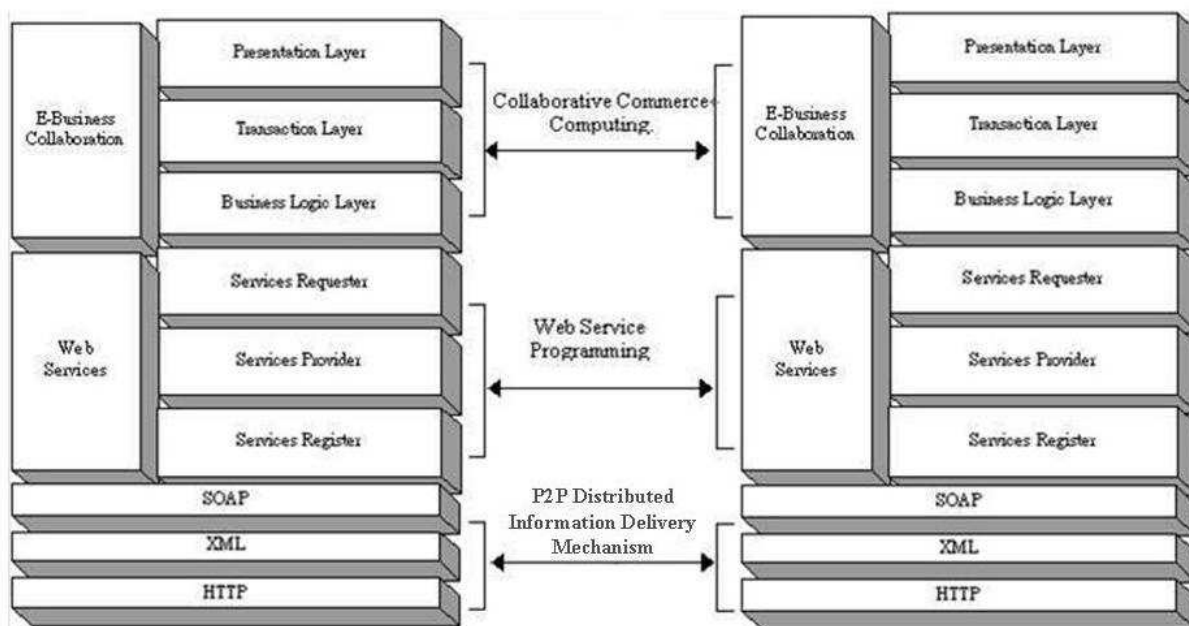 E-Business
Collaboration
Presentation Layer
Transaction Layer
Business Logic Layer
Web
Services
Services Requester
Services Provider
Services Register
SOAP
XML
HTTP
Collaborative Commerce
Computing.
Web Service
Programming
P2P Distributed
Information Delivery
Mechanism
E-Business
Collaboration
Presentation Layer
Transaction Layer
Business Logic Layer
Web
Services
Services Requester
Services Provider
Services Register
SOAP
XML
HTTP